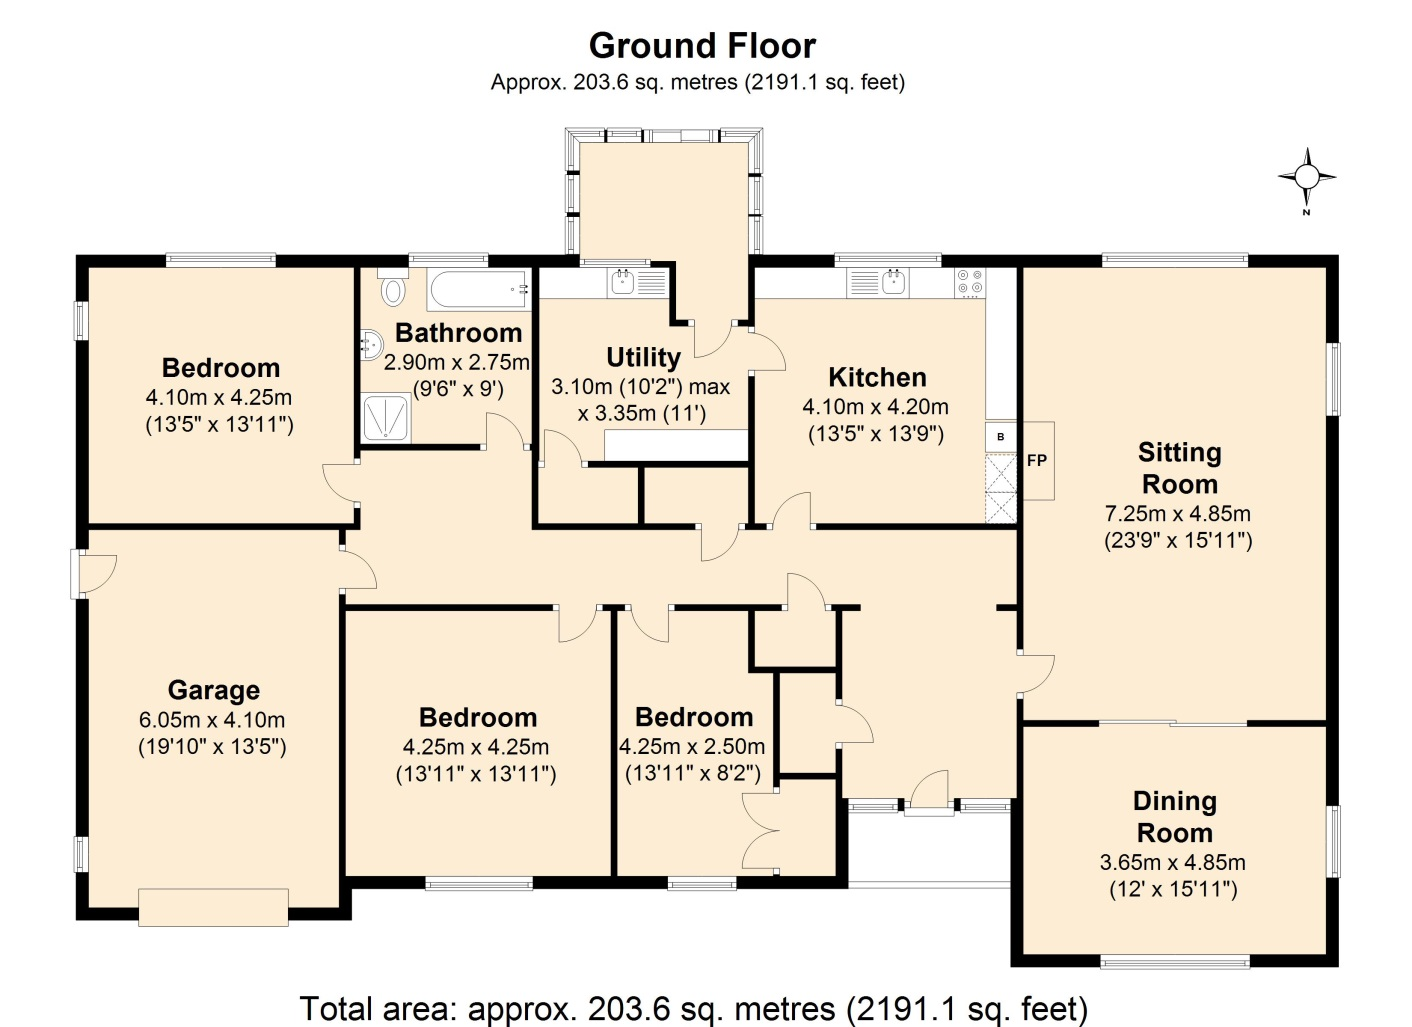 Ground Floor
Approx. 203.6 sq. metres (2191.1 sq. feet)
N
Bedroom
4.10m x 4.25m
(13'5" x 13'11")
Bathroom
2.90m x 2.75m
(9'6" x 9')
Utility
3.10m (10'2") max
x 3.35m (11')
Kitchen
4.10m x 4.20m
(13'5" x 13'9")
B
FP
Sitting
Room
7.25m x 4.85m
(23'9" x 15'11")
Garage
6.05m x 4.10m
(19'10" x 13'5")
Bedroom
4.25m x 4.25m
(13'11" x 13'11")
Bedroom
4.25m x 2.50m
(13'11" x 8'2")
Dining
Room
3.65m x 4.85m
(12' x 15'11")
Total area: approx. 203.6 sq. metres (2191.1 sq. feet)